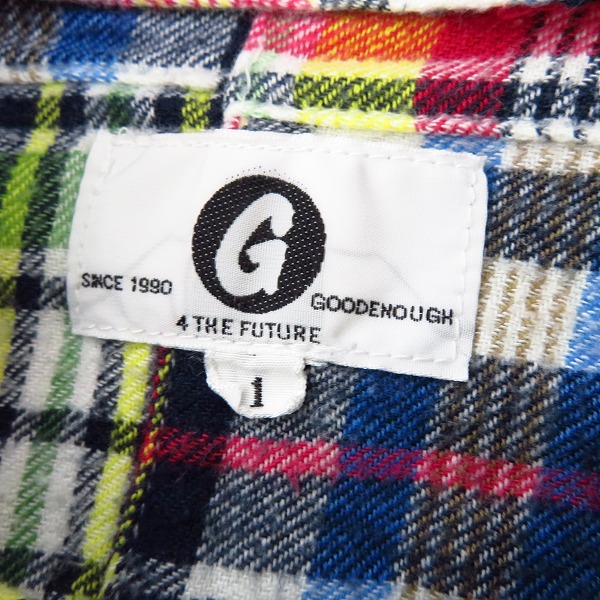 G
SINCE 1990
GOODENOUGH
4 THE FUTURE
1